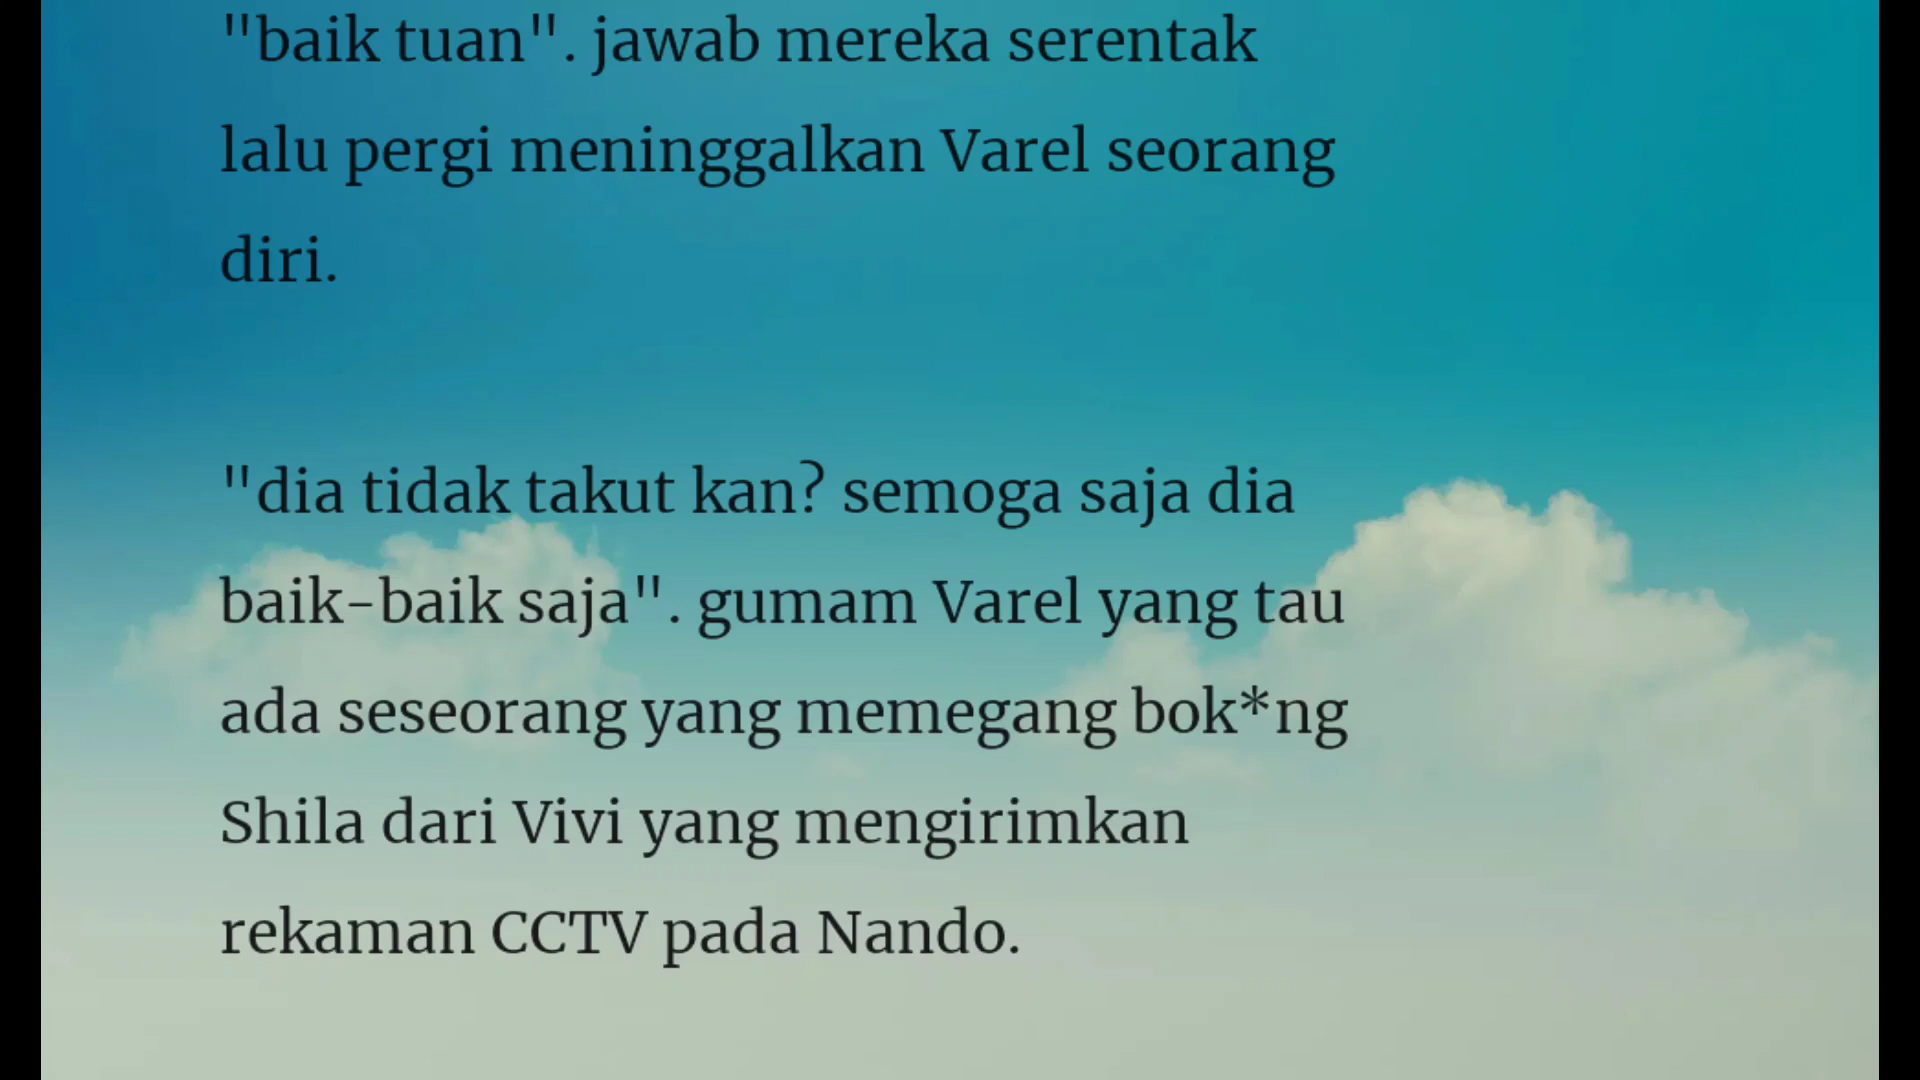 "baik tuan". jawab mereka serentak
lalu pergi meninggalkan Varel seorang
diri.
"dia tidak takut kan? semoga saja dia
baik-baik saja". gumam Varel yang tau
ada seseorang yang memegang bok*ng
Shila dari Vivi yang mengirimkan
rekaman CCTV pada Nando.